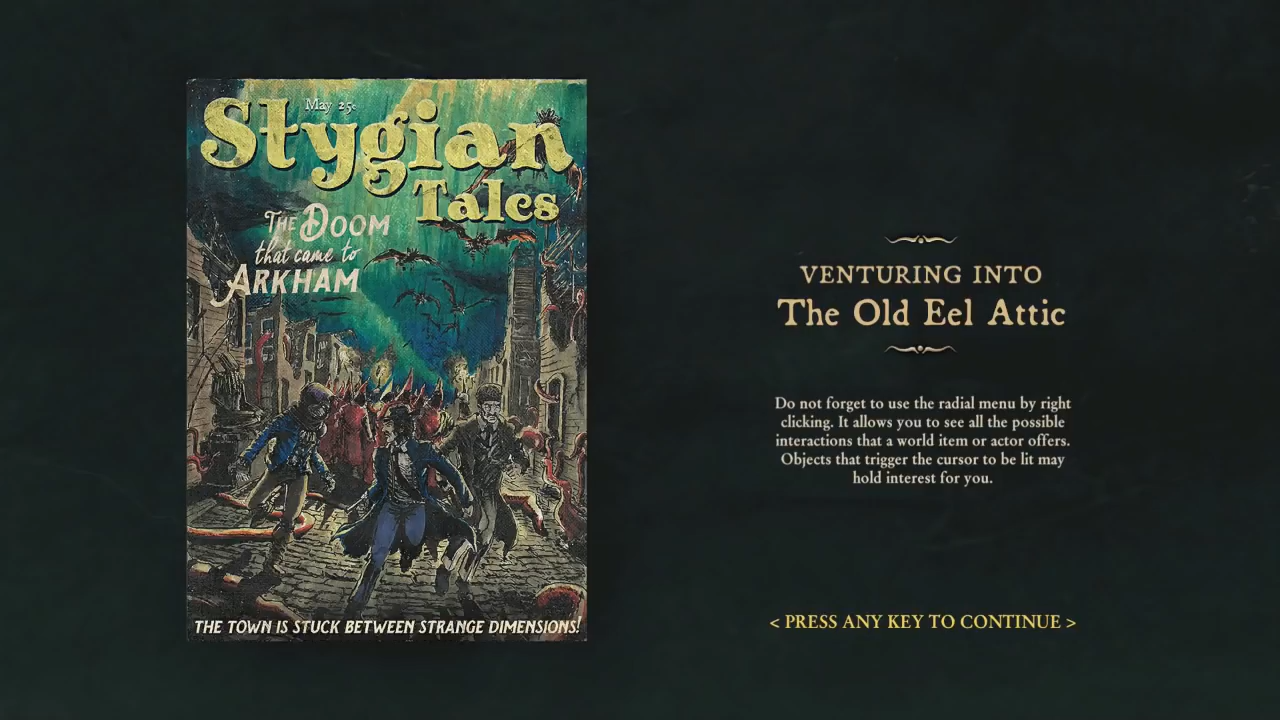 May 25c
Stygian
Tales
The Doom
that came to
Arkham
THE TOWN IS STUCK BETWEEN STRANGE DIMENSIONS!
VENTURING INTO
The Old Eel Attic
Do not forget to use the radial menu by right
clicking. It allows you to see all the possible
interactions that a world item or actor offers.
Objects that trigger the cursor to be lit may
hold interest for you.
< PRESS ANY KEY TO CONTINUE >